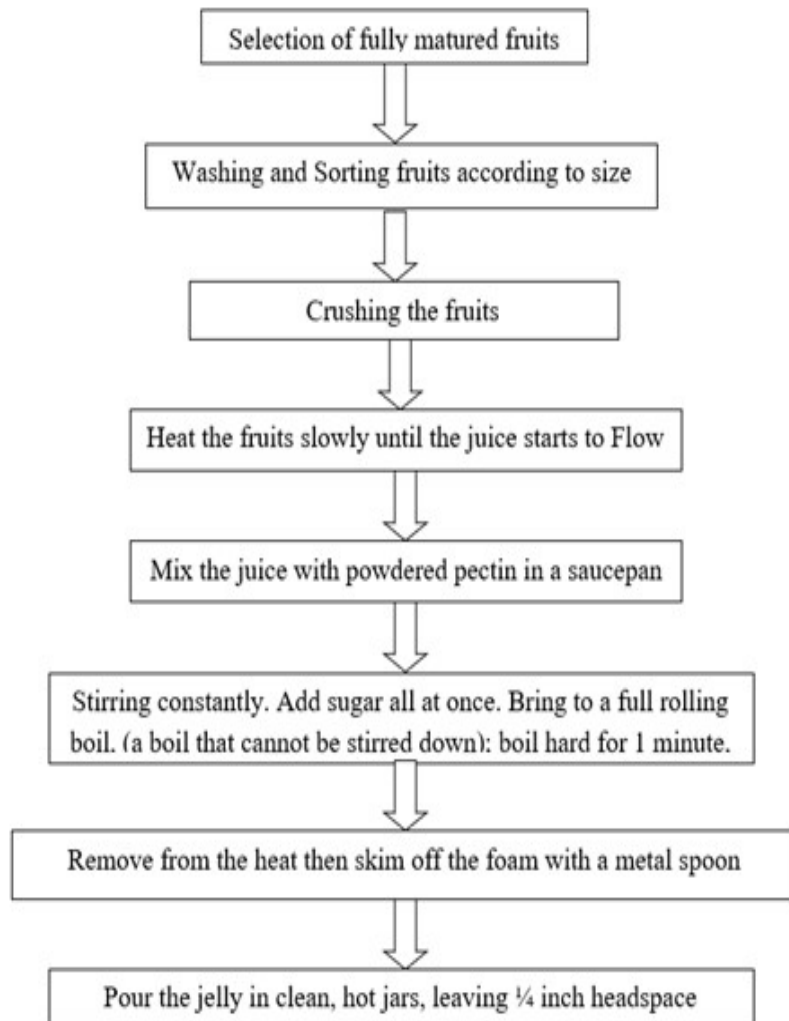 Selection of fully matured fruits
Washing and Sorting fruits according to size
Crushing the fruits
Heat the fruits slowly until the juice starts to Flow
Mix the juice with powdered pectin in a saucepan
Stirring constantly. Add sugar all at once. Bring to a full rolling
boil. (a boil that cannot be stirred down); boil hard for 1 minute.
Remove from the heat then skim off the foam with a metal spoon
Pour the jelly in clean, hot jars, leaving ¼ inch headspace